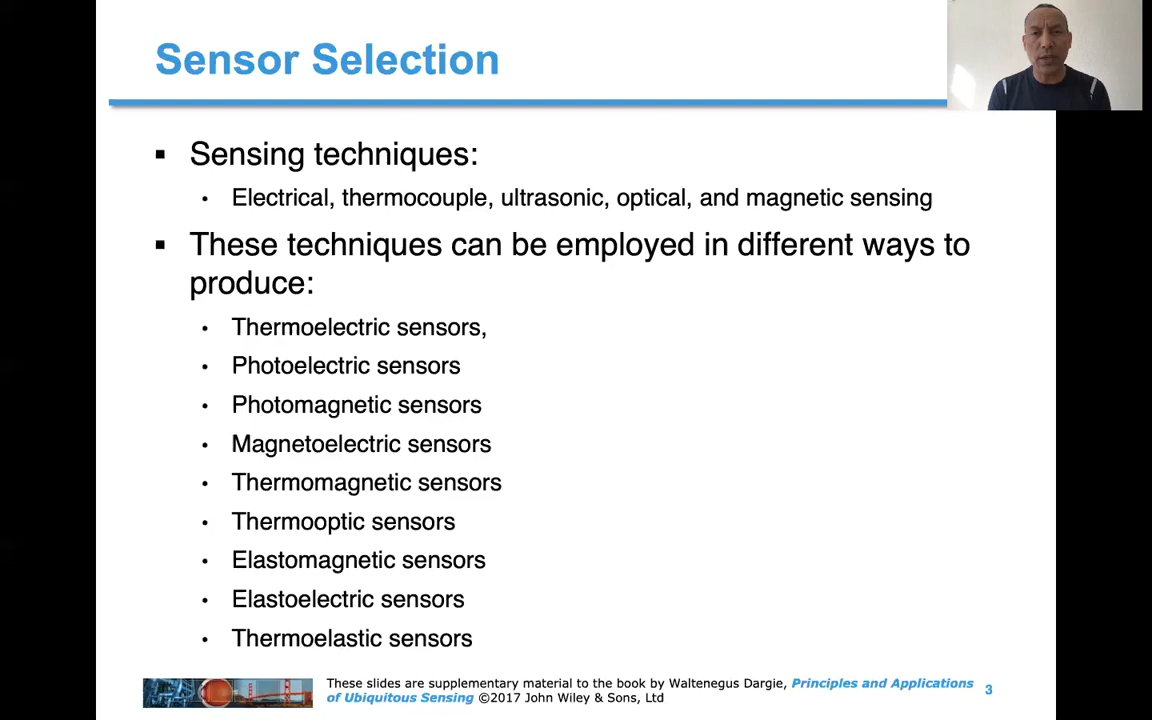 Sensor Selection
Sensing techniques:
Electrical, thermocouple, ultrasonic, optical, and magnetic sensing
These techniques can be employed in different ways to
produce:
Thermoelectric sensors,
Photoelectric sensors
Photomagnetic sensors
Magnetoelectric sensors
Thermomagnetic sensors
Thermooptic sensors
Elastomagnetic sensors
Elastoelectric sensors
Thermoelastic sensors
These slides are supplementary material to the book by Waltenegus Dargie, Principles and Applications
of Ubiquitous Sensing ©2017 John Wiley & Sons, Ltd
3